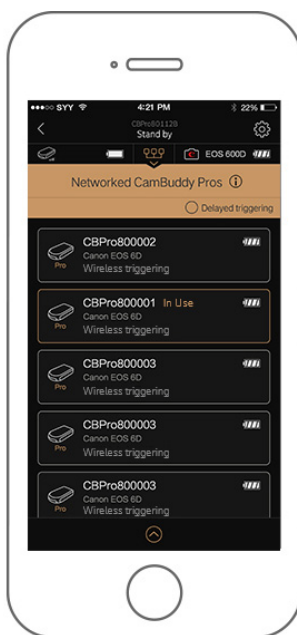 SYY 4:21 PM 22%
CBPro601128
Stand by
EOS 600D
Networked CamBuddy Pros
Delayed triggering
CBPro800002
Canon EOS 6D
Pro Wireless triggering
CBPro800001 In Use
Canon EOS 6D
Pro Wireless triggering
CBPro800003
Canon EOS 6D
Pro Wireless triggering
CBPro800003
Canon EOS 6D
Pro Wireless triggering
CBPro800003
Canon EOS 6D
Pro Wireless triggering